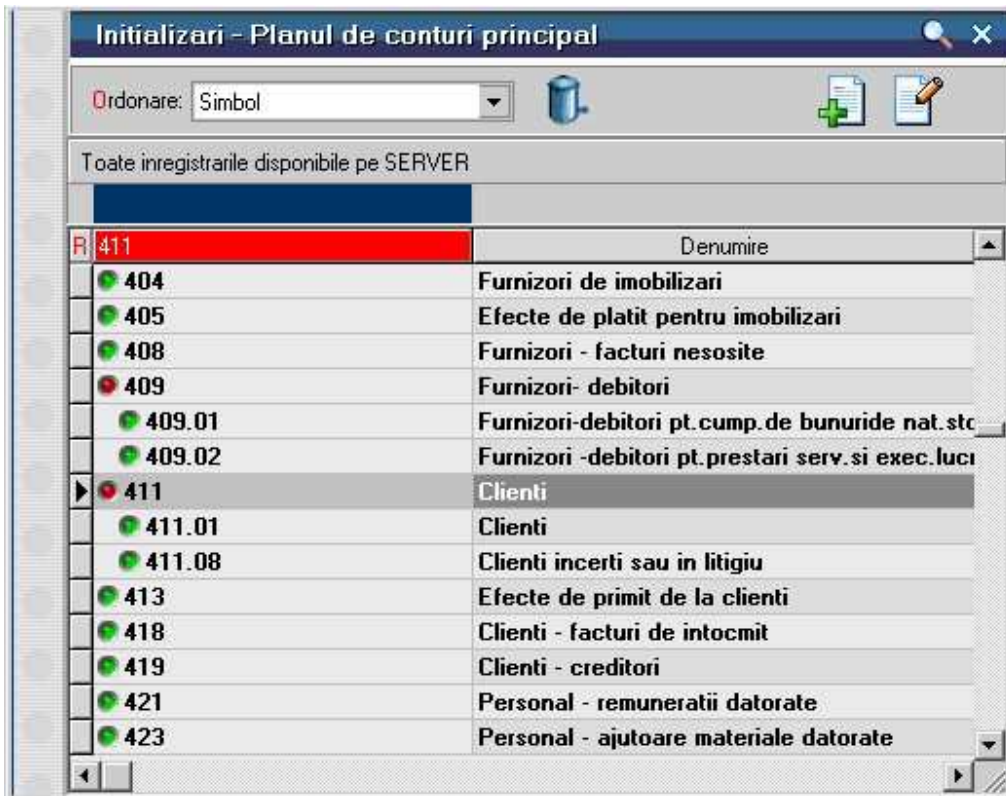 Initializari - Planul de conturi principal
Ordonare: Simbol
Toate inregistrarile disponibile pe SERVER
R 411 Denumire
404 Furnizori de imobilizari
405 Efecte de platit pentru imobilizari
408 Furnizori - facturi nesosite
409 Furnizori- debitori
409.01 Furnizori-debitori pt.cump.de bunuride nat.stc
409.02 Furnizori -debitori pt.prestari serv.si exec.lucr
411 Clienti
411.01 Clienti
411.08 Clienti incerti sau in litigiu
413 Efecte de primit de la clienti
418 Clienti - facturi de intocmit
419 Clienti - creditori
421 Personal - remuneratii datorate
423 Personal - ajutoare materiale datorate